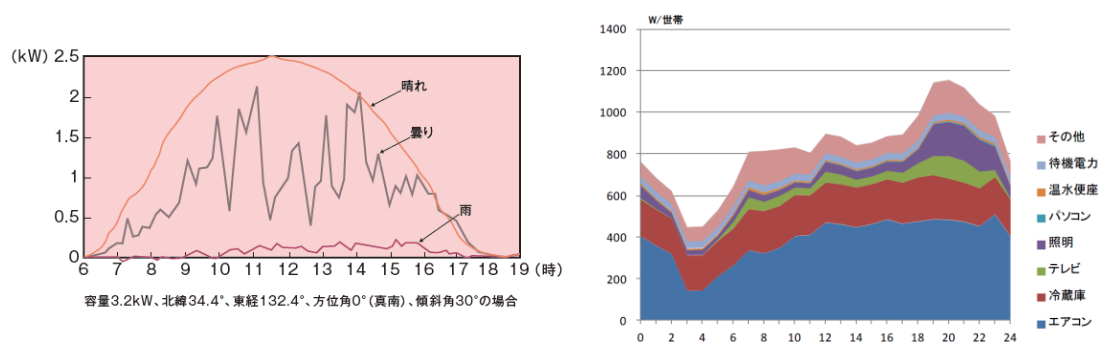 (kW)
2.5
2
1.5
1
0.5
0
晴れ
曇り
雨
6 7 8 9 10 11 12 13 14 15 16 17 18 19 (時)
容量3.2kW、北緯34.4°、東経132.4°、方位角0°(真南)、傾斜角30°の場合
W/世帯
1400
1200
1000
800
600
400
200
0
0 2 4 6 8 10 12 14 16 18 20 22 24
その他
待機電力
温水便座
パソコン
照明
テレビ
冷蔵庫
エアコン